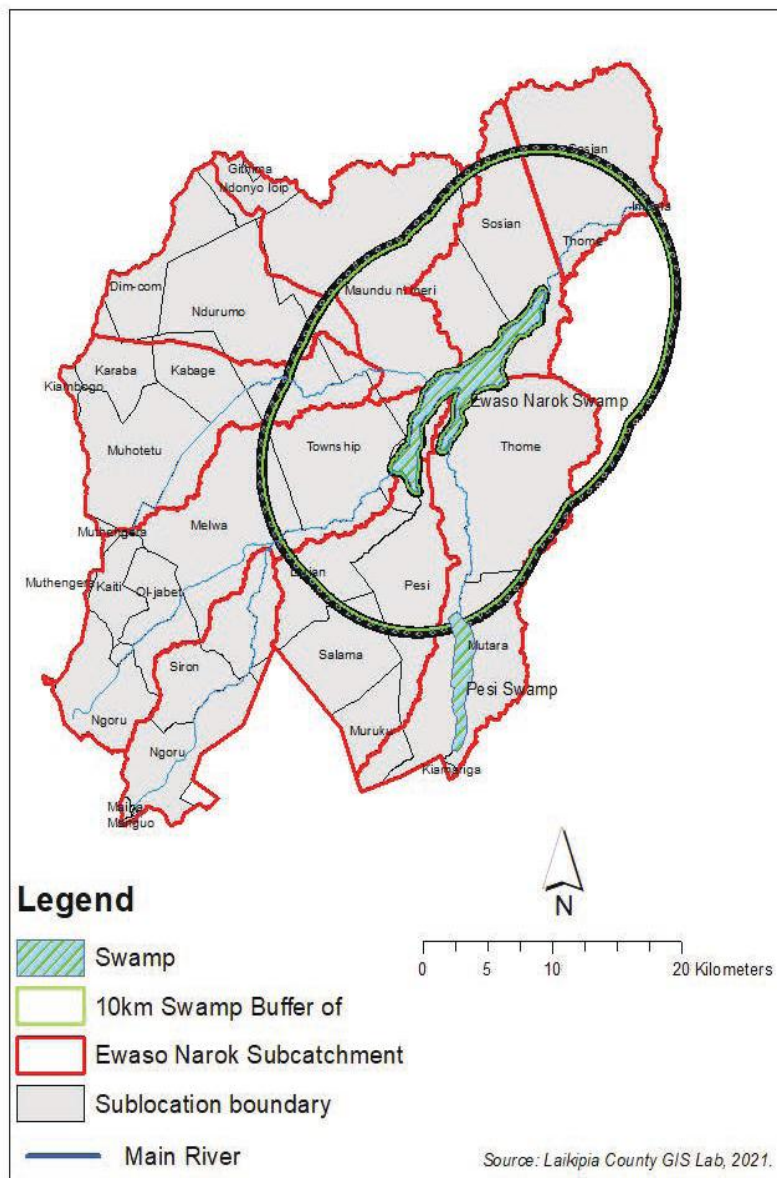 Sosian
Githima
Ndonyo loip
Sosian
Thome
Dim-com
Maundu ni meri
Ndurumo
Karaba
Kabage
Kiambogo
Ewaso Narok Swamp
Muhotetu
Township
Thome
Muthengera
Melwa
Muthengera
Kaiti
Ol-jabet
Pesi
Siron
Salama
Mutara
Pesi Swamp
Ngoru
Muruku
Ngoru
Kiamariga
Manguo
N
Legend
Swamp
10km Swamp Buffer of
Ewaso Narok Subcatchment
Sublocation boundary
Main River
0 5 10 20 Kilometers
Source: Laikipia County GIS Lab, 2021.